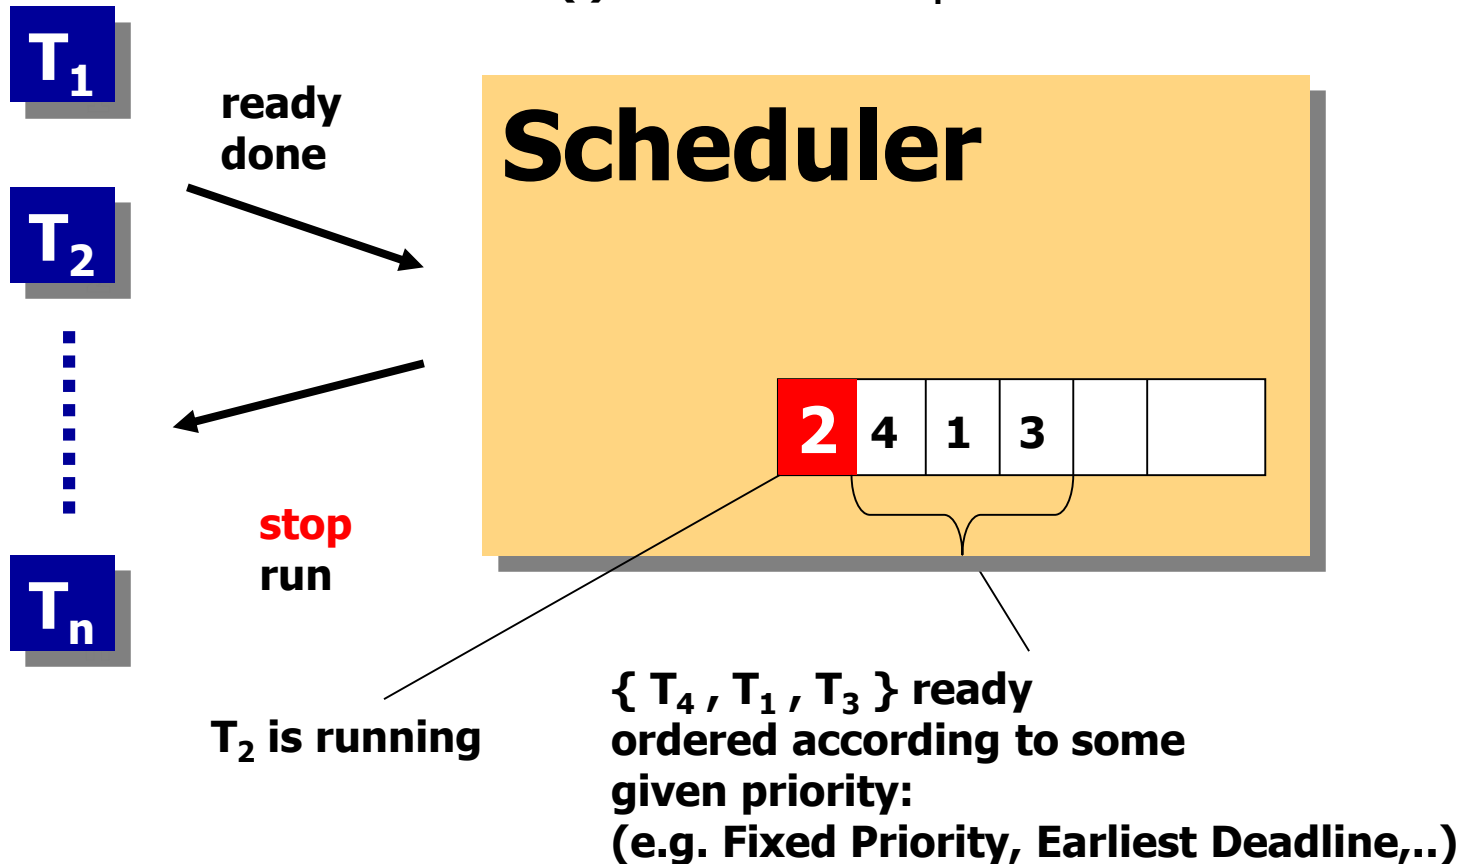 T1
ready
done
Scheduler
T2
2 4 1 3
stop
run
Tn
T2 is running
{ T4 , T1 , T3 } ready
ordered according to some
given priority:
(e.g. Fixed Priority, Earliest Deadline,..)